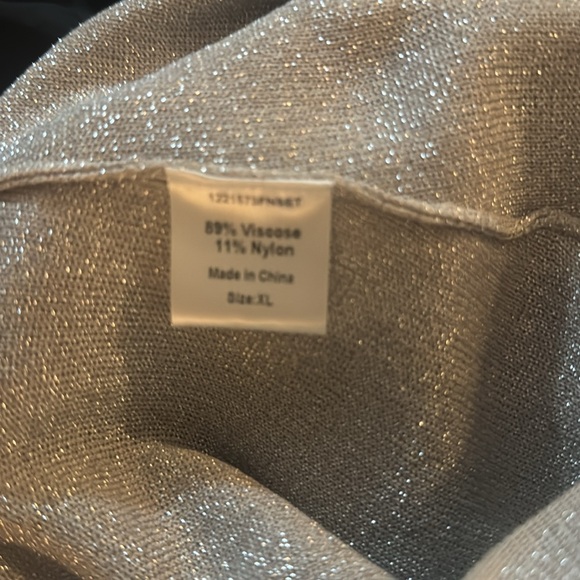 89% Viscose
11% Nylon
Made in China
Size:XL